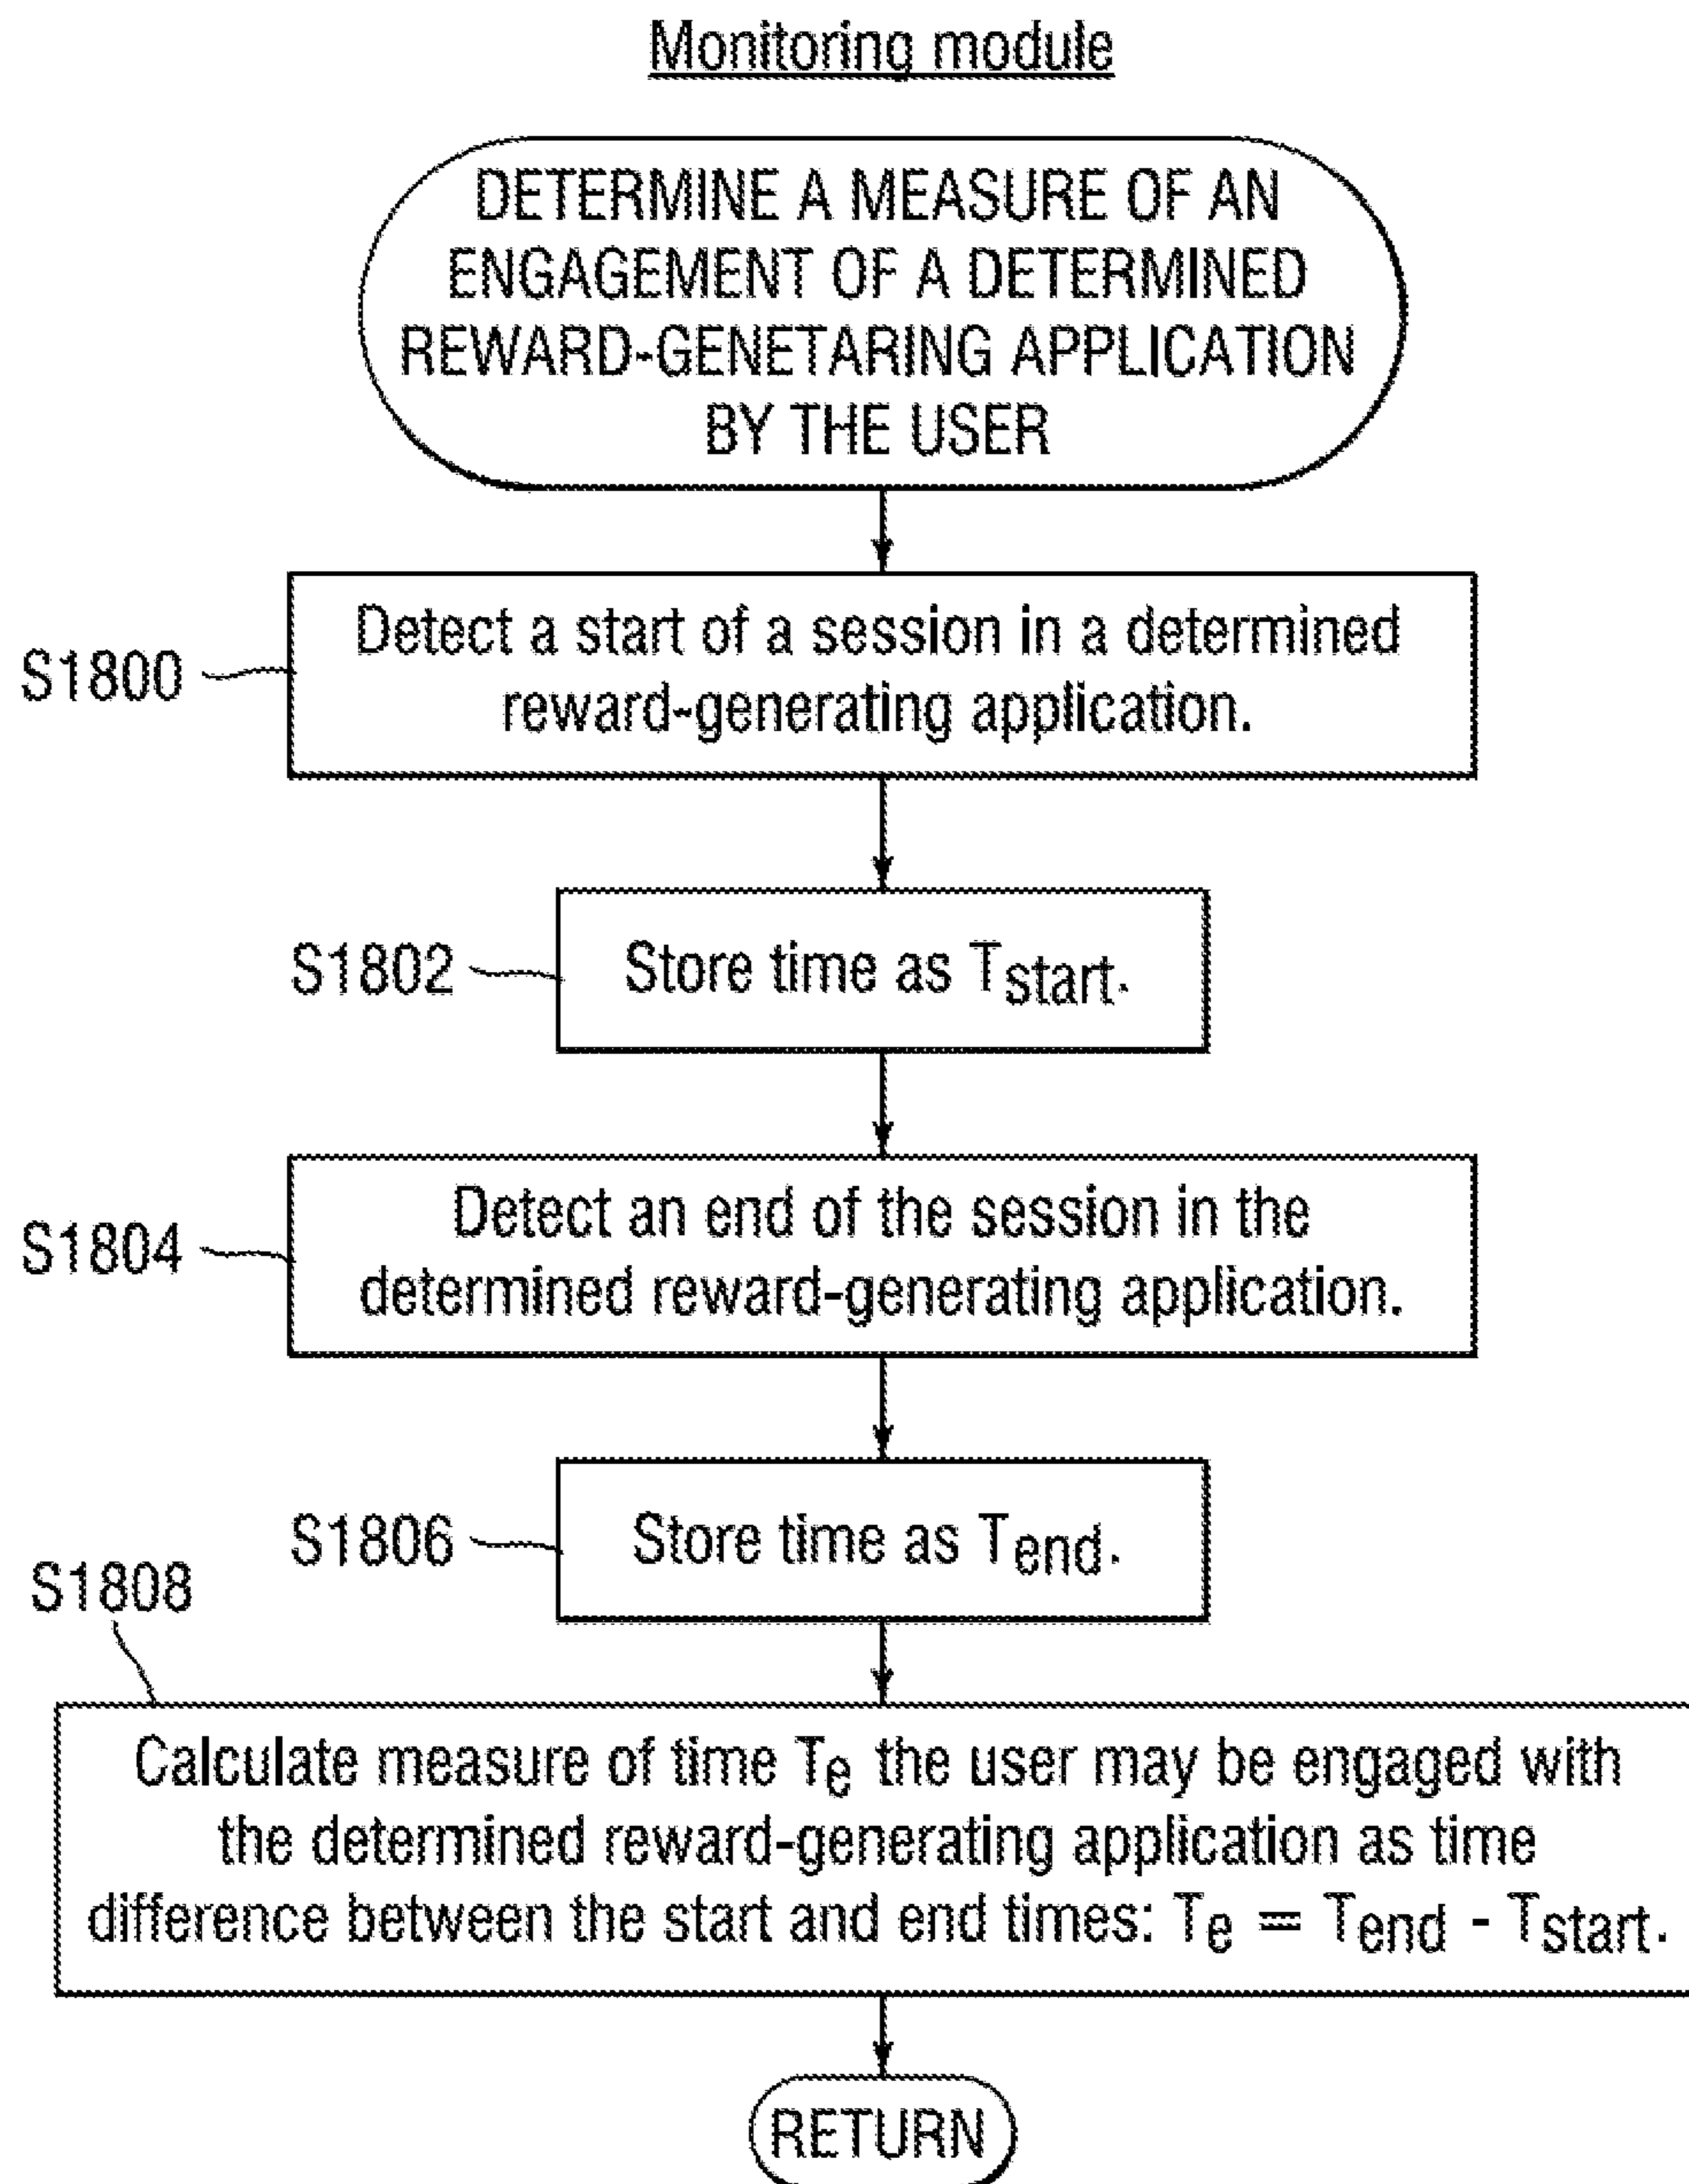 Monitoring module
DETERMINE A MEASURE OF AN
ENGAGEMENT OF A DETERMINED
REWARD-GENETARING APPLICATION
BY THE USER
S1800
Detect a start of a session in a determined
reward-generating application.
S1802
Store time as Tstart.
S1804
Detect an end of the session in the
determined reward-generating application.
S1806
Store time as Tend.
S1808
Calculate measure of time Te the user may be engaged with
the determined reward-generating application as time
difference between the start and end times: Te = Tend - Tstart.
RETURN